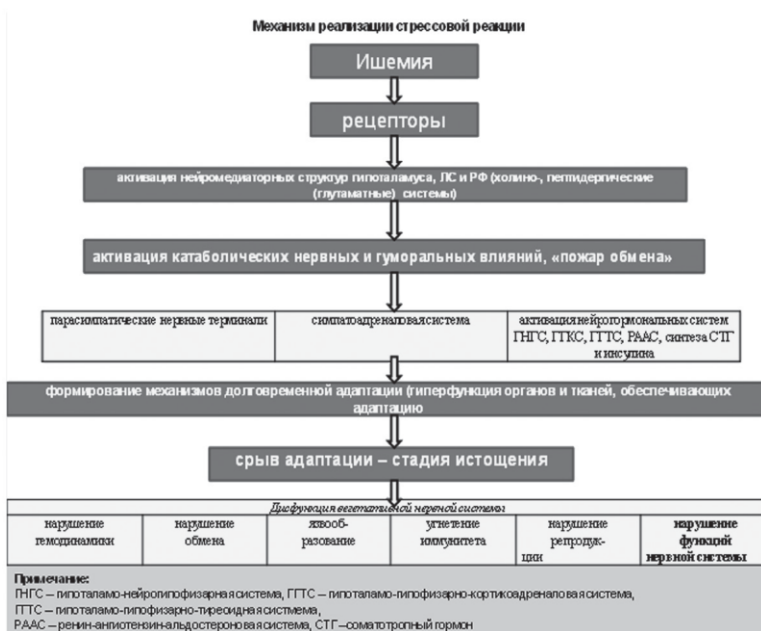 Механизм реализации стрессовой реакции
Ишемия
рецепторы
активация нейромедиаторных структур гипоталамуса, ЛС и РФ (холино-, пептидергические
(глутаматные) системы)
активация катаболических нервных и гуморальных влияний, «пожар обмена»
парасимпатические нервные терминали
симпатоадреналовая система
активация нейрогормональных систем
ГНГС, ГГКС, ГГТС, РААС, синтеза СТГ
и инсулина
формирование механизмов долговременной адаптации (гиперфункция органов и тканей, обеспечивающих
адаптацию
срыв адаптации – стадия истощения
Дисфункция вегетативной нервной системы
нарушение
гемодинамики
нарушение
обмена
язвооб-
разование
угнетение
иммунитета
нарушение
репродук-
ции
нарушение
функций
нервной системы
Примечание:
ГНГС – гипоталамо-нейрогипофизарная система, ГГТС – гипоталамо-гипофизарно-кортикоадреналовая система,
ГГТС – гипоталамо-гипофизарно-тиреоидная систмема,
РААС – ренин-ангиотензин-альдостероновая система, СТГ –соматотропный гормон